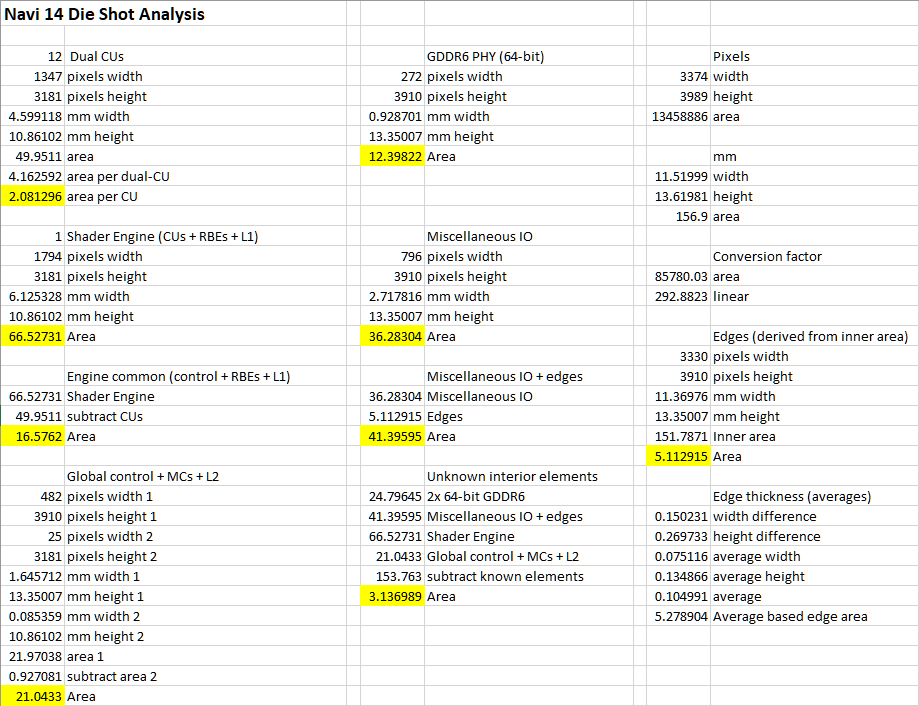 Navi 14 Die Shot Analysis
12 Dual CUs
1347 pixels width
3181 pixels height
4.599118 mm width
10.86102 mm height
49.9511 area
4.162592 area per dual-CU
2.081296 area per CU
1 Shader Engine (CUs + RBEs + L1)
1794 pixels width
3181 pixels height
6.125328 mm width
10.86102 mm height
66.52731 Area
Engine common (control + RBEs + L1)
66.52731 Shader Engine
49.9511 subtract CUs
16.5762 Area
Global control + MCs + L2
482 pixels width 1
3910 pixels height 1
25 pixels width 2
3181 pixels height 2
1.645712 mm width 1
13.35007 mm height 1
0.085359 mm width 2
10.86102 mm height 2
21.97038 area 1
0.927081 subtract area 2
21.0433 Area
GDDR6 PHY (64-bit)
272 pixels width
3910 pixels height
0.928701 mm width
13.35007 mm height
12.39822 Area
Miscellaneous IO
796 pixels width
3910 pixels height
2.717816 mm width
13.35007 mm height
36.28304 Area
Miscellaneous IO + edges
36.28304 Miscellaneous IO
5.112915 Edges
41.39595 Area
Unknown interior elements
24.79645 2x 64-bit GDDR6
41.39595 Miscellaneous IO + edges
66.52731 Shader Engine
21.0433 Global control + MCs + L2
153.763 subtract known elements
3.136989 Area
Pixels
3374 width
3989 height
13458886 area
mm
11.51999 width
13.61981 height
156.9 area
Conversion factor
85780.03 area
292.8823 linear
Edges (derived from inner area)
3330 pixels width
3910 pixels height
11.36976 mm width
13.35007 mm height
151.7871 Inner area
5.112915 Area
Edge thickness (averages)
0.150231 width difference
0.269733 height difference
0.075116 average width
0.134866 average height
0.104991 average
5.278904 Average based edge area